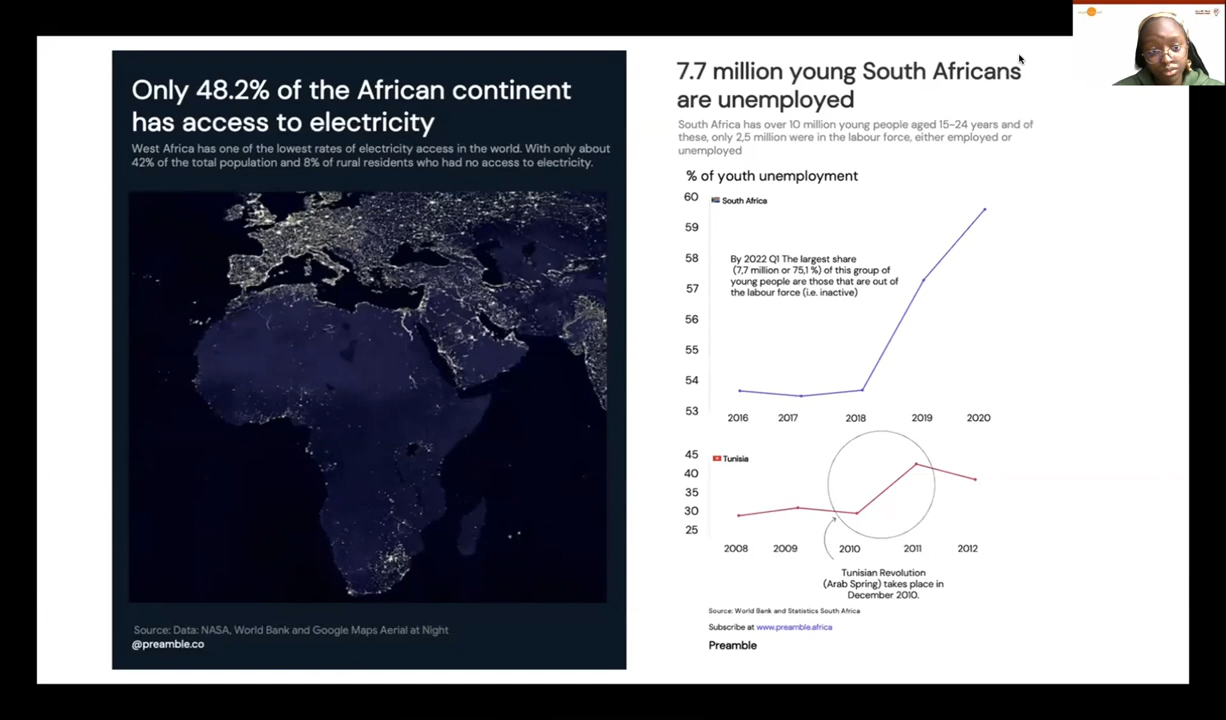 Only 48.2% of the African continent
has access to electricity
West Africa has one of the lowest rates of electricity access in the world. With only about
42% of the total population and 8% of rural residents who had no access to electricity.
Source: Data: NASA, World Bank and Google Maps Aerial at Night
@preamble.co
7.7 million young South Africans
are unemployed
South Africa has over 10 million young people aged 15-24 years and of
these, only 2,5 million were in the labour force, either employed or
unemployed
% of youth unemployment
60
59
58
57
56
55
54
53
South Africa
By 2022 Q1 The largest share
(7,7 million or 75,1 %) of this group of
young people are those that are out of
the labour force (i.e. inactive)
2016 2017 2018 2019 2020
45
40
35
30
25
Tunisia
2008 2009 2010 2011 2012
Tunisian Revolution
(Arab Spring) takes place in
December 2010.
Source: World Bank and Statistics South Africa
Subscribe at www.preamble.africa
Preamble